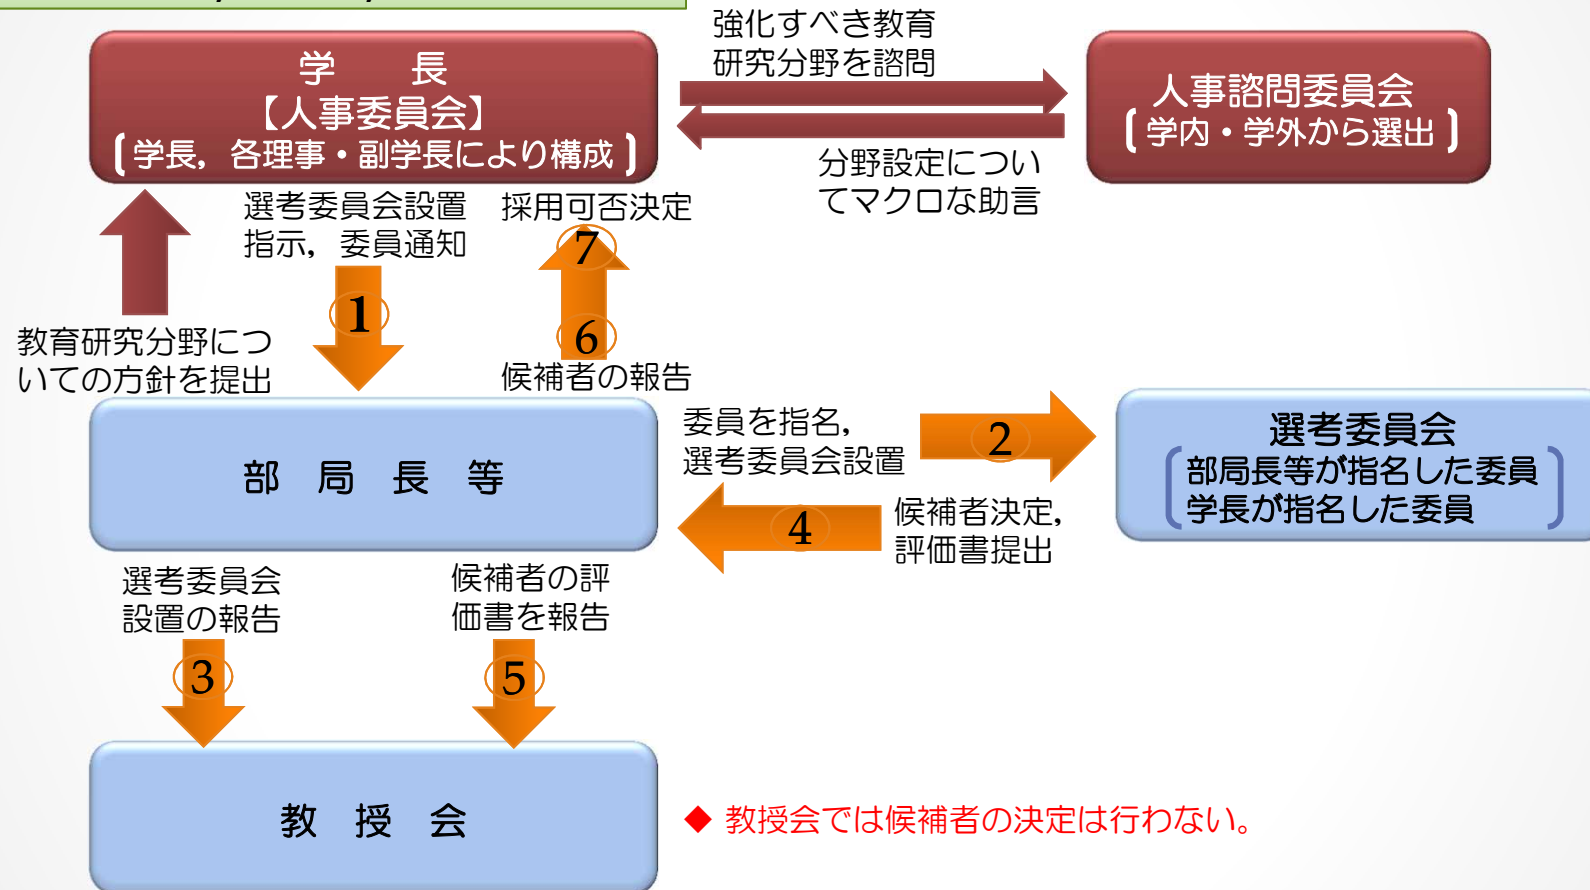 強化すべき教育
研究分野を諮問
学　長
【人事委員会】
［学長，各理事・副学長により構成］
人事諮問委員会
［学内・学外から選出］
分野設定につい
てマクロな助言
選考委員会設置
指示，委員通知
採用可否決定
7
1
6
教育研究分野につ
いての方針を提出
候補者の報告
部　局　長　等
委員を指名，
選考委員会設置
2
選考委員会
部局長等が指名した委員
学長が指名した委員
4
候補者決定，
評価書提出
選考委員会
設置の報告
候補者の評
価書を報告
3
5
教　授　会
◆ 教授会では候補者の決定は行わない。